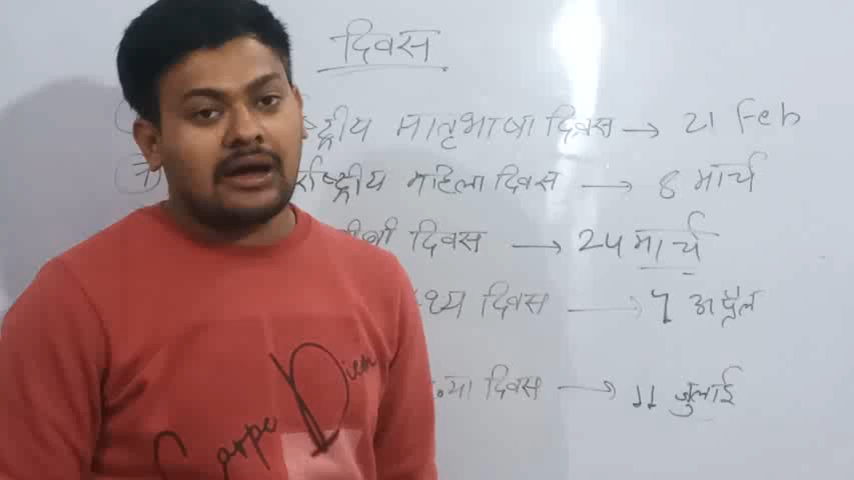 दिवस
मातृभाषा दिवस → 21 Feb
महिला दिवस → 8 मार्च
दिवस → 24 मार्च
दिवस → 7 अप्रैल
दिवस → 11 जुलाई
Carpe Diem